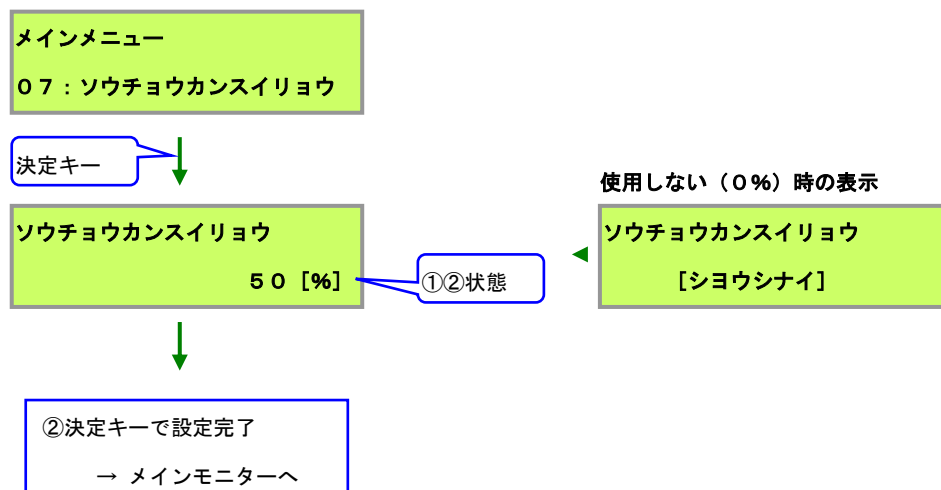 メインメニュー
０７：ソウチョウカンスイリョウ
決定キー
使用しない（０%）時の表示
ソウチョウカンスイリョウ
５０［%］
①②状態
ソウチョウカンスイリョウ
［シヨウシナイ］
②決定キーで設定完了
→ メインモニターへ